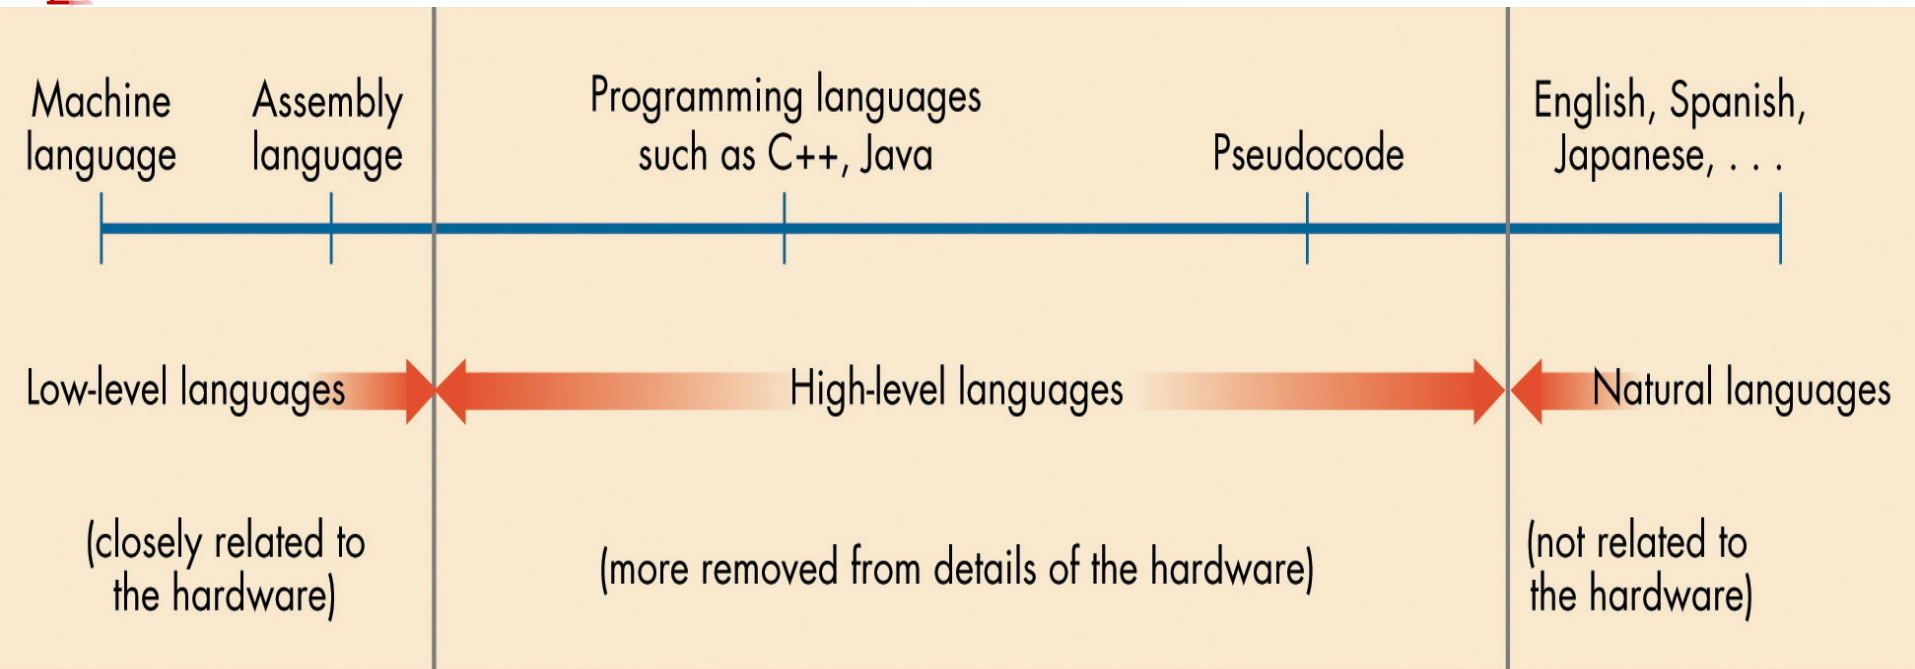 Machine
language
Assembly
language
Programming languages
such as C++, Java
Pseudocode
English, Spanish,
Japanese, . . .
Low-level languages
High-level languages
Natural languages
(closely related to
the hardware)
(more removed from details of the hardware)
(not related to
the hardware)